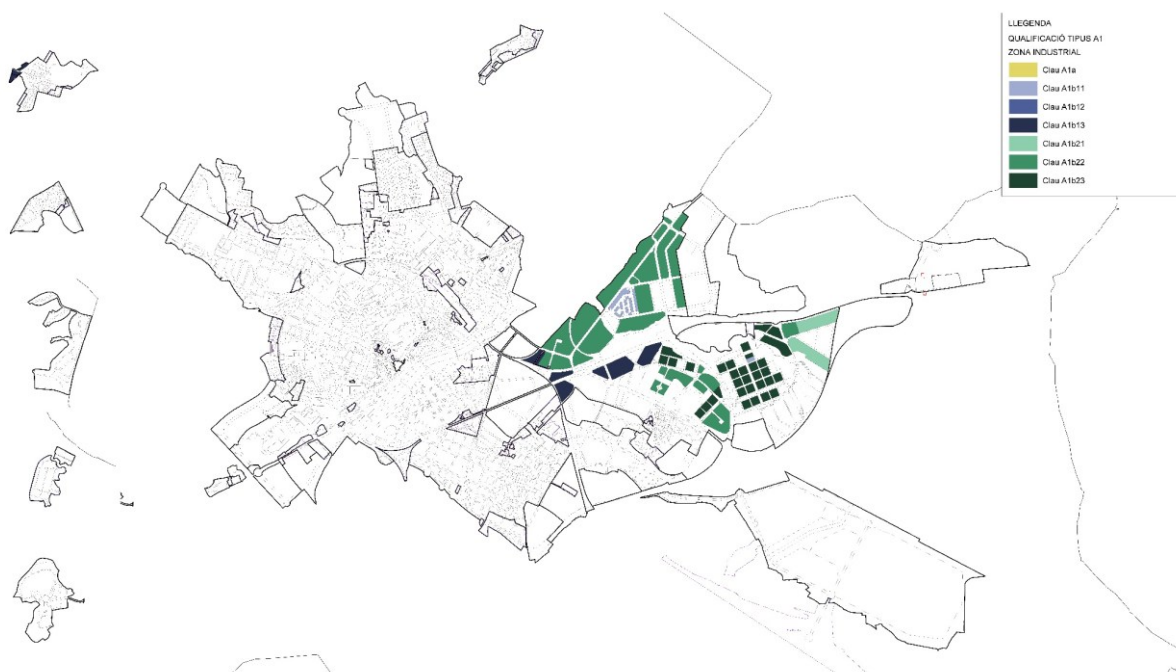 LLEGENDA
QUALIFICACIÓ TIPUS A1
ZONA INDUSTRIAL
Clau A1a
Clau A1b11
Clau A1b12
Clau A1b13
Clau A1b21
Clau A1b22
Clau A1b23